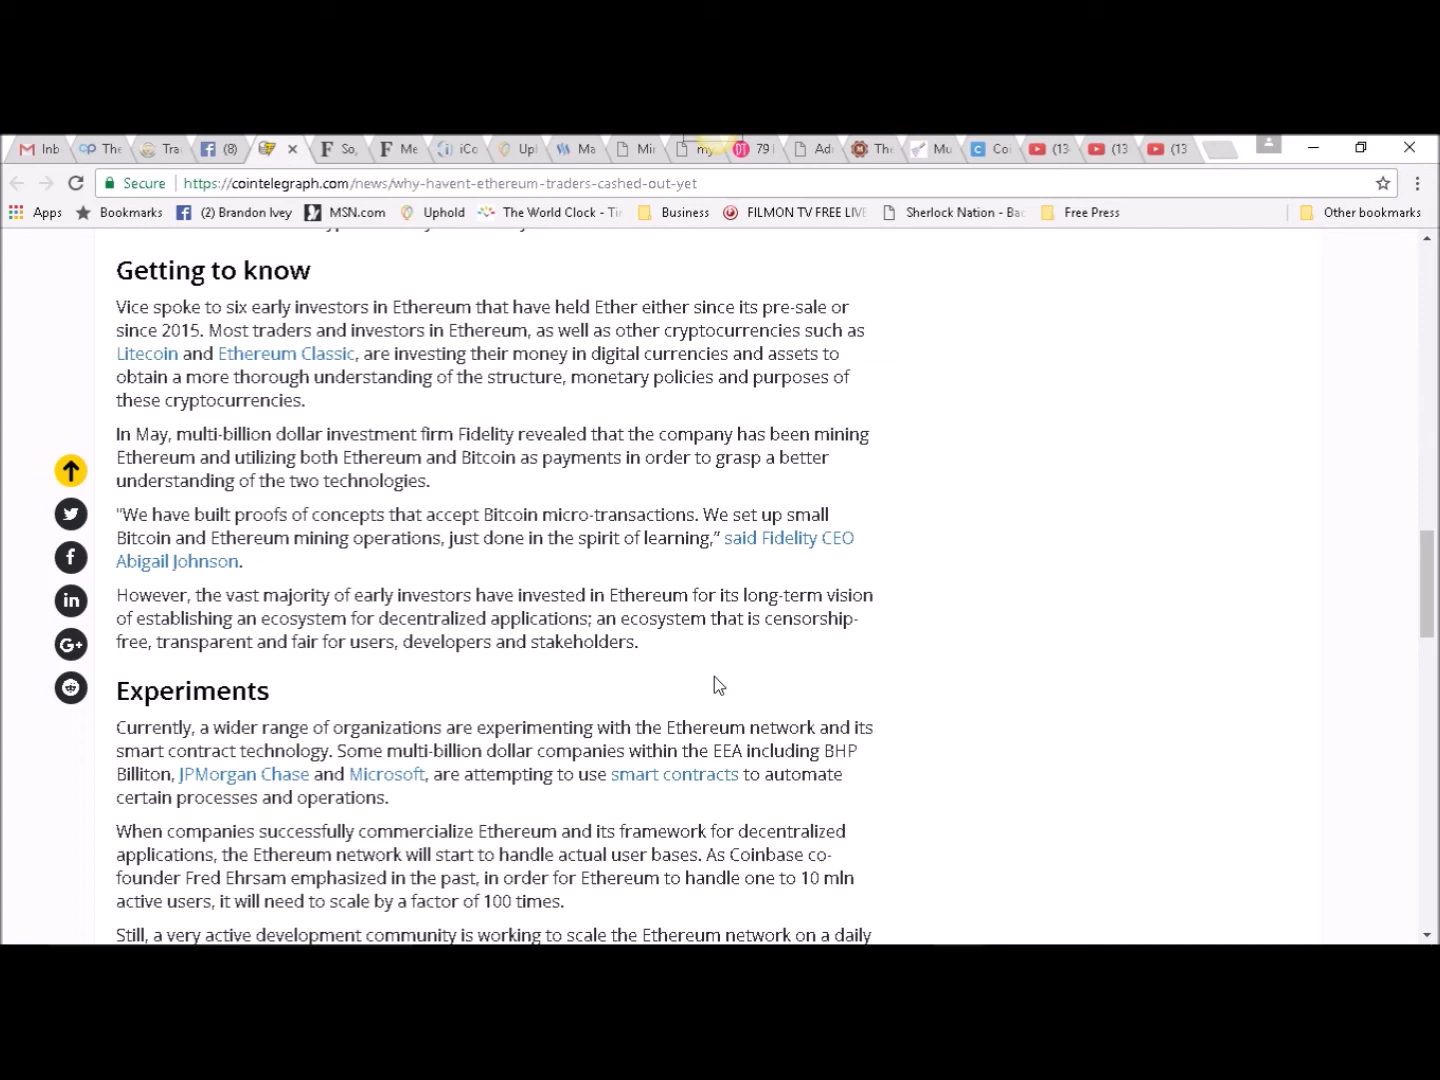 Inb
The
Tra
(8)
So,
Me
iCo
Upl
Ma
Mir
my
79 l
Ad
The
Mu
Coi
(13
(13
(13
Secure
https://cointelegraph.com/news/why-havent-ethereum-traders-cashed-out-yet
Apps
Bookmarks
(2) Brandon Ivey
MSN.com
Uphold
The World Clock - Ti
Business
FILMON TV FREE LIVE
Sherlock Nation - Bac
Free Press
Other bookmarks
Getting to know
Vice spoke to six early investors in Ethereum that have held Ether either since its pre-sale or
since 2015. Most traders and investors in Ethereum, as well as other cryptocurrencies such as
Litecoin and Ethereum Classic, are investing their money in digital currencies and assets to
obtain a more thorough understanding of the structure, monetary policies and purposes of
these cryptocurrencies.
In May, multi-billion dollar investment firm Fidelity revealed that the company has been mining
Ethereum and utilizing both Ethereum and Bitcoin as payments in order to grasp a better
understanding of the two technologies.
"We have built proofs of concepts that accept Bitcoin micro-transactions. We set up small
Bitcoin and Ethereum mining operations, just done in the spirit of learning,” said Fidelity CEO
Abigail Johnson.
However, the vast majority of early investors have invested in Ethereum for its long-term vision
of establishing an ecosystem for decentralized applications; an ecosystem that is censorship-
free, transparent and fair for users, developers and stakeholders.
Experiments
Currently, a wider range of organizations are experimenting with the Ethereum network and its
smart contract technology. Some multi-billion dollar companies within the EEA including BHP
Billiton, JPMorgan Chase and Microsoft, are attempting to use smart contracts to automate
certain processes and operations.
When companies successfully commercialize Ethereum and its framework for decentralized
applications, the Ethereum network will start to handle actual user bases. As Coinbase co-
founder Fred Ehrsam emphasized in the past, in order for Ethereum to handle one to 10 mln
active users, it will need to scale by a factor of 100 times.
Still, a very active development community is working to scale the Ethereum network on a daily